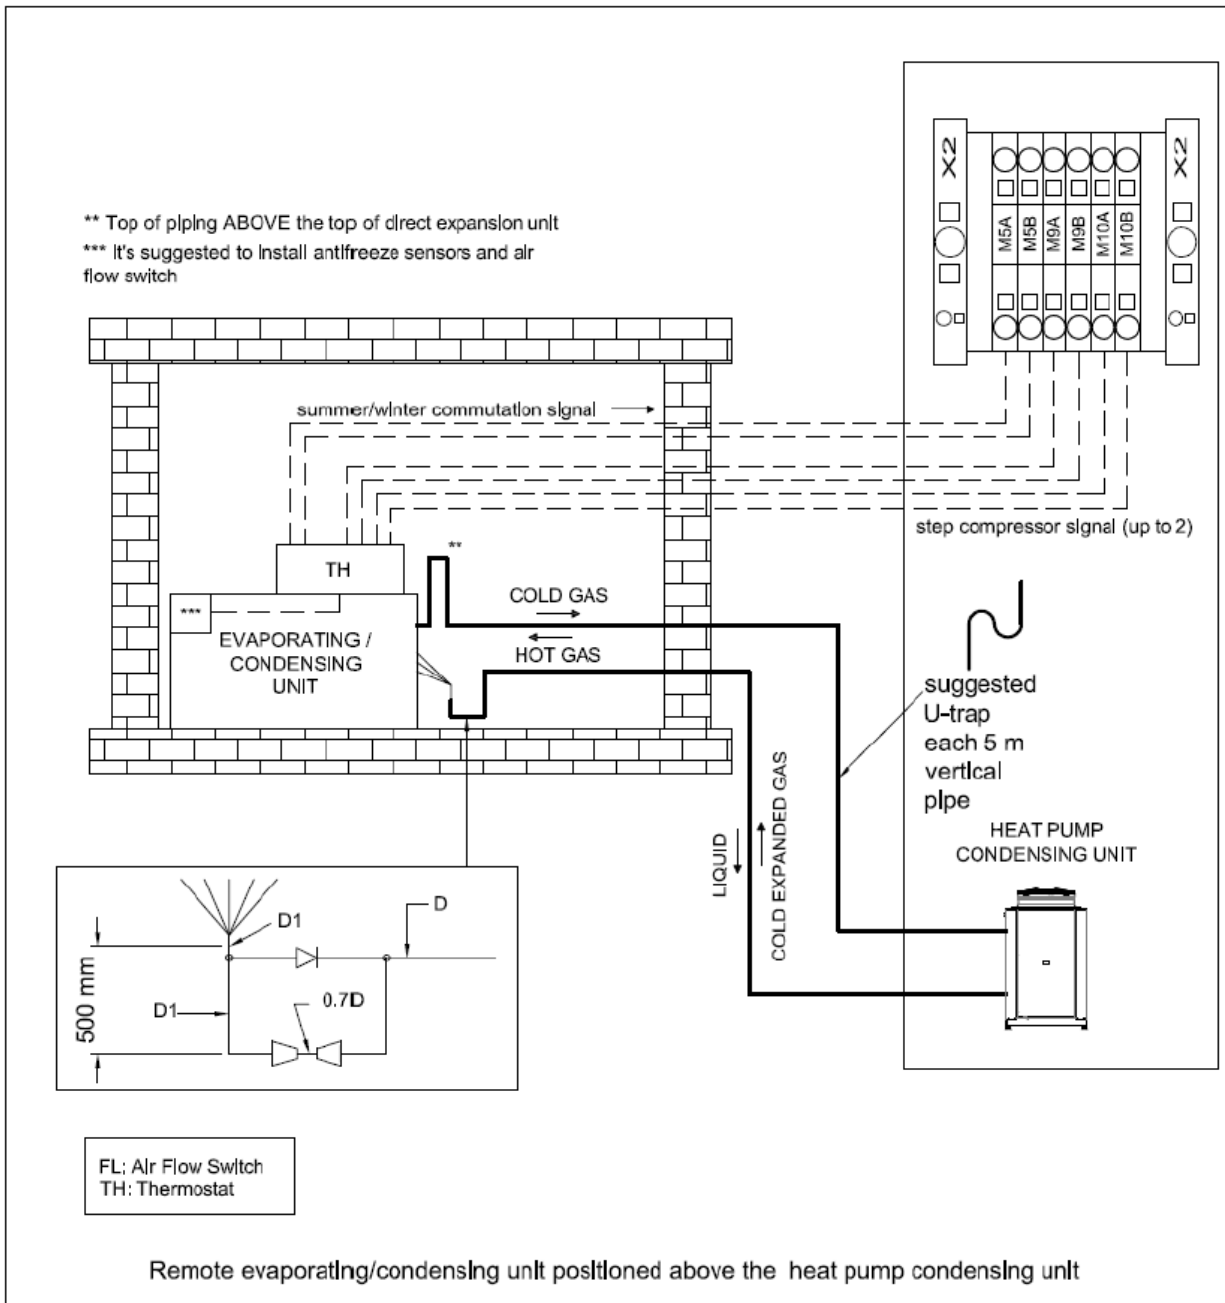 ** Top of piping ABOVE the top of direct expansion unit
*** It's suggested to install antifreeze sensors and air
flow switch
X2
X2
M5A
M5B
M9A
M9B
M10A
M10B
summer/winter commutation signal
step compressor signal (up to 2)
TH
**
***
EVAPORATING /
CONDENSING
UNIT
COLD GAS
HOT GAS
suggested
U-trap
each 5 m
vertical
pipe
LIQUID
COLD EXPANDED GAS
HEAT PUMP
CONDENSING UNIT
D1
D
500 mm
D1
0.7D
FL: Air Flow Switch
TH: Thermostat
Remote evaporating/condensing unit positioned above the heat pump condensing unit